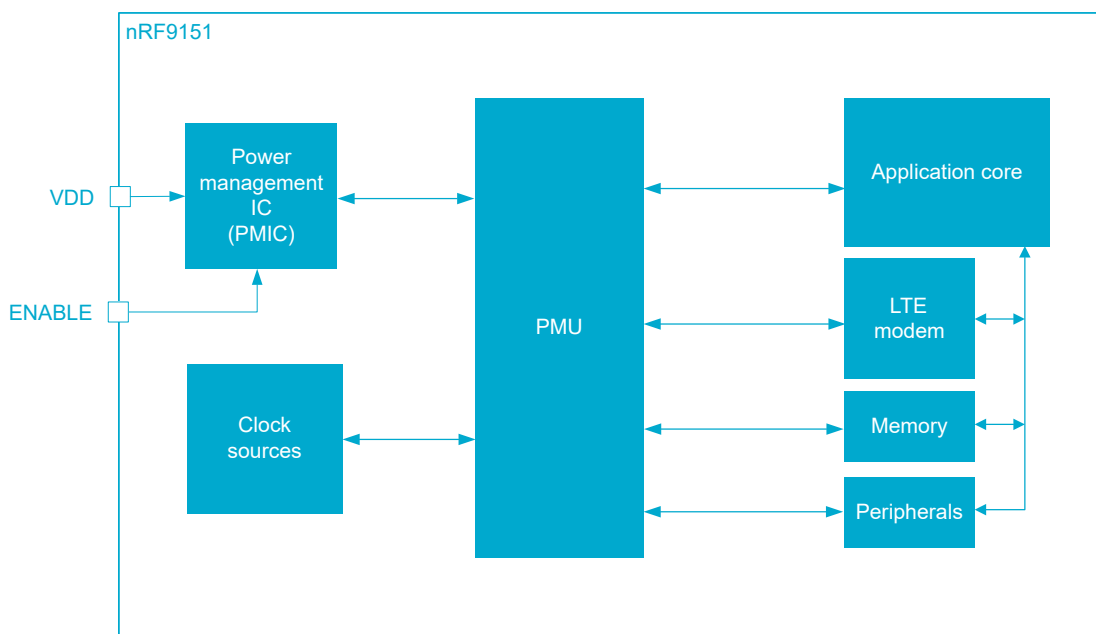 nRF9151
Power
management
IC
(PMIC)
VDD
ENABLE
Clock
sources
PMU
Application core
LTE
modem
Memory
Peripherals